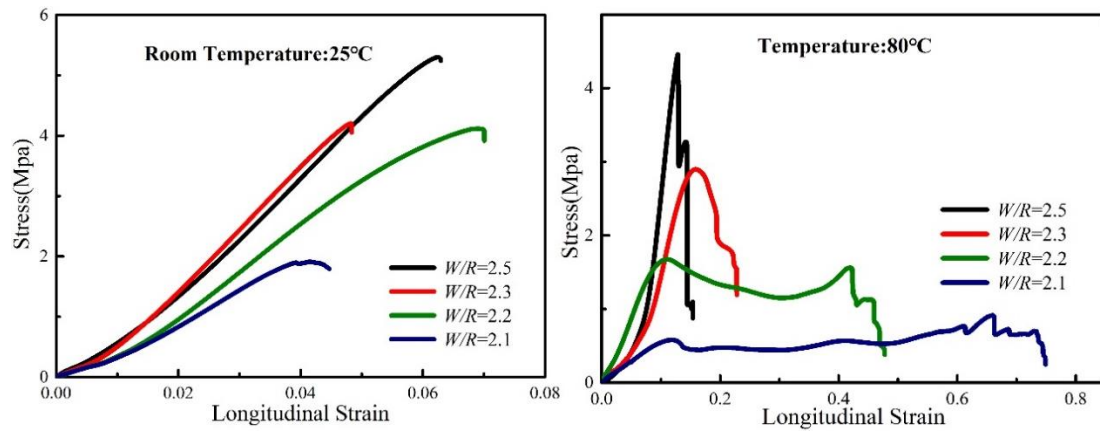 Room Temperature:25℃
Stress(Mpa)
6
4
2
0
W/R=2.5
W/R=2.3
W/R=2.2
W/R=2.1
0.00 0.02 0.04 0.06 0.08
Longitudinal Strain
Temperature:80℃
Stress(Mpa)
4
2
0
W/R=2.5
W/R=2.3
W/R=2.2
W/R=2.1
0.0 0.2 0.4 0.6 0.8
Longitudinal Strain